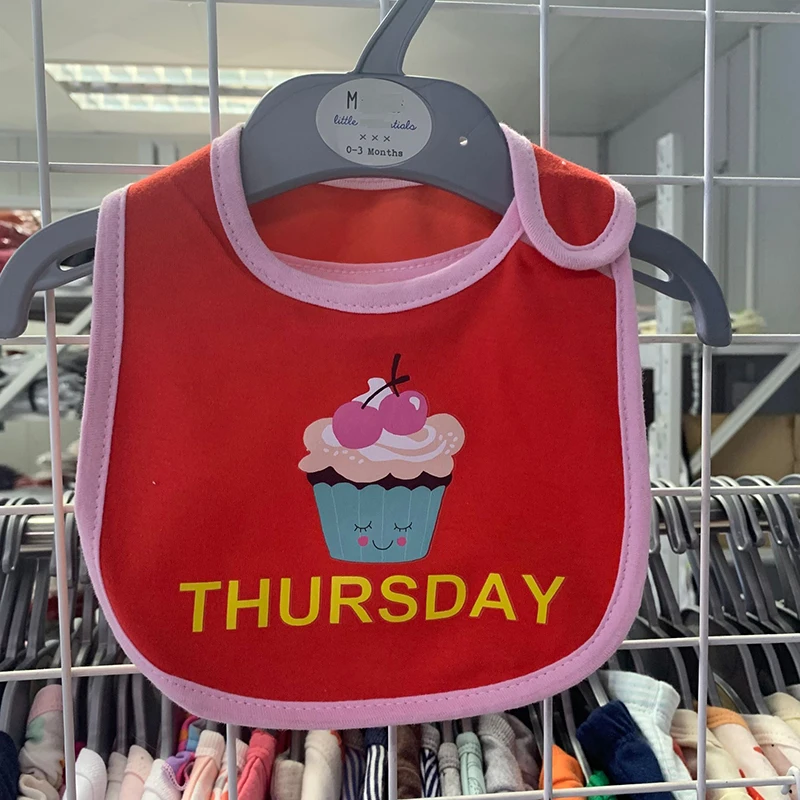 M
little
× × ×
0-3 Months
THURSDAY